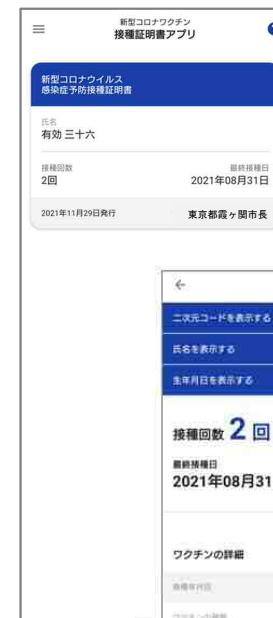 新型コロナワクチン
接種証明書アプリ
新型コロナウイルス
感染症予防接種証明書
氏名
有効 三十六
接種回数
最終接種日
2回
2021年08月31日
2021年11月29日発行
東京都霞ヶ関市長
二次元コードを表示する
氏名を表示する
生年月日を表示する
接種回数 2 回
最終接種日
2021年08月31
ワクチンの詳細
接種年月日